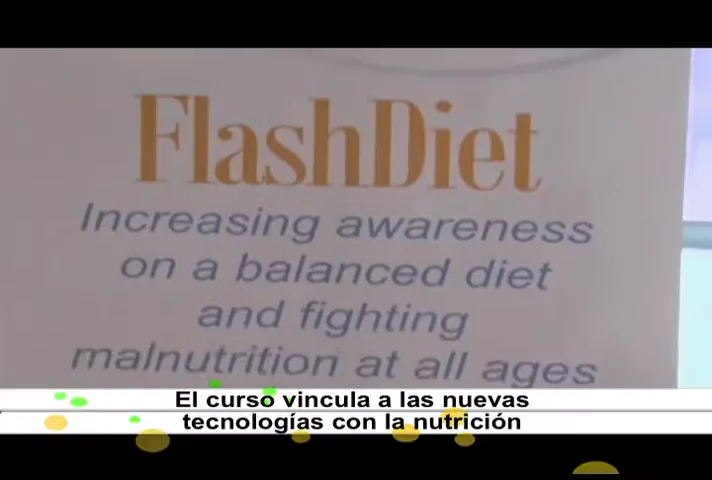 FlashDiet
Increasing awareness
on a balanced diet
and fighting
malnutrition at all ages
El curso vincula a las nuevas
tecnologías con la nutrición